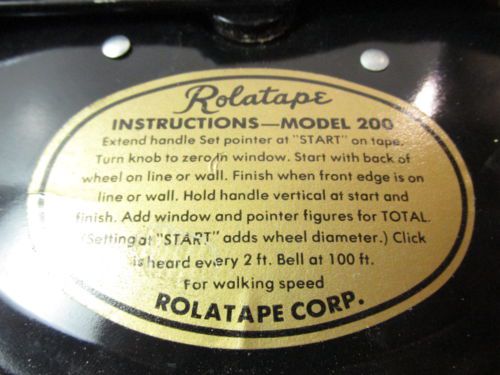 Rolatape
INSTRUCTIONS—MODEL 200
Extend handle Set pointer at "START" on tape.
Turn knob to zero in window. Start with back of
wheel on line or wall. Finish when front edge is on
line or wall. Hold handle vertical at start and
finish. Add window and pointer figures for TOTAL.
(Setting at "START" adds wheel diameter.) Click
is heard every 2 ft. Bell at 100 ft.
For walking speed
ROLATAPE CORP.